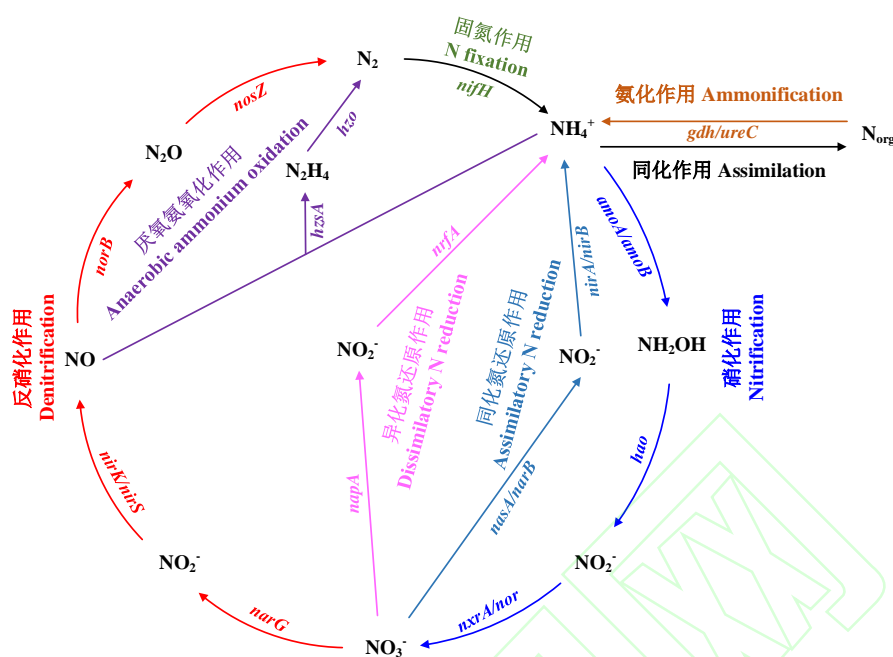 固氮作用
N fixation
nifH
N₂
nosZ
hzo
氨化作用 Ammonification
gdh/ureC
NH₄⁺
N_org
同化作用 Assimilation
N₂O
N₂H₄
厌氧氨氧化作用
Anaerobic ammonium oxidation
hzsA
norB
nrfA
nirA/nirB
amoA/amoB
反硝化作用
Denitrification
NO
NO₂⁻
异化氮还原作用
Dissimilatory N reduction
同化氮还原作用
Assimilatory N reduction
NO₂⁻
NH₂OH
硝化作用
Nitrification
nirK/nirS
napA
nasA/narB
hao
NO₂⁻
NO₂⁻
narG
nxrA/nor
NO₃⁻